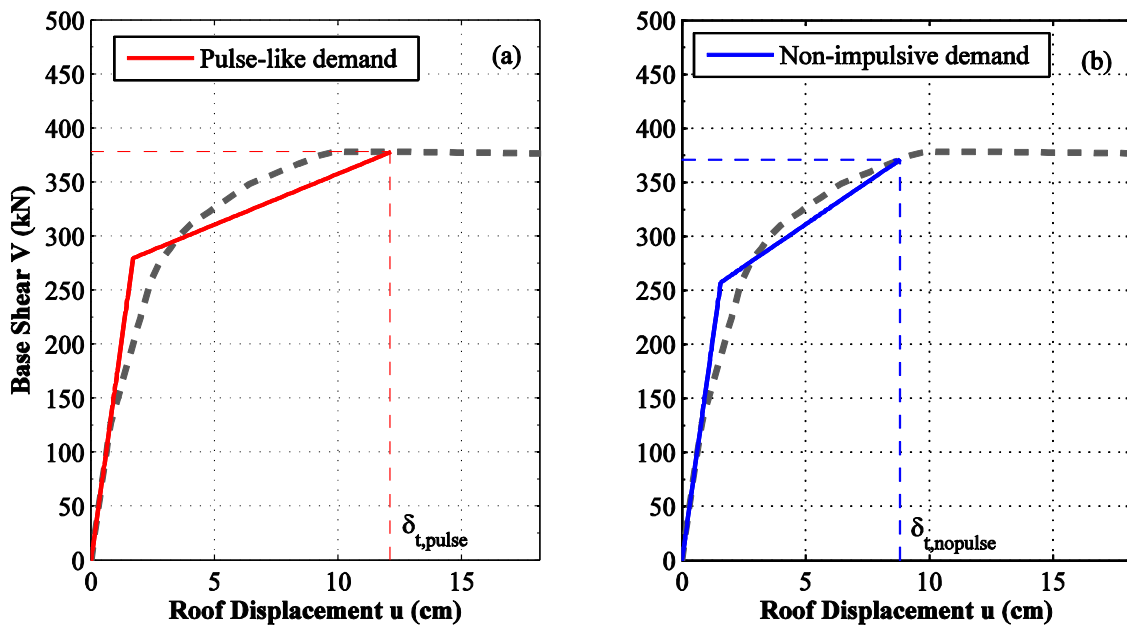 500
450
400
350
300
250
200
150
100
50
0
Base Shear V (kN)
Pulse-like demand
(a)
δt,pulse
0 5 10 15
Roof Displacement u (cm)
500
450
400
350
300
250
200
150
100
50
0
Non-impulsive demand
(b)
δt,nopulse
0 5 10 15
Roof Displacement u (cm)